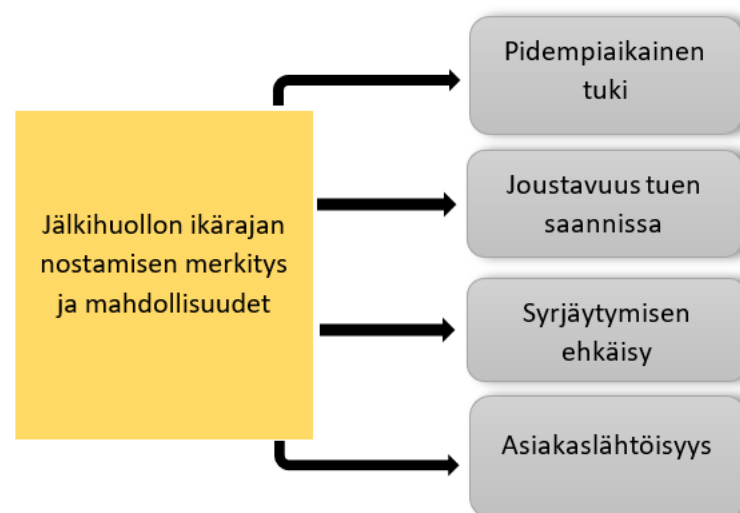 Jälkihuollon ikärajan
nostamisen merkitys
ja mahdollisuudet
Pidempiaikainen
tuki
Joustavuus tuen
saannissa
Syrjäytymisen
ehkäisy
Asiakaslähtöisyys